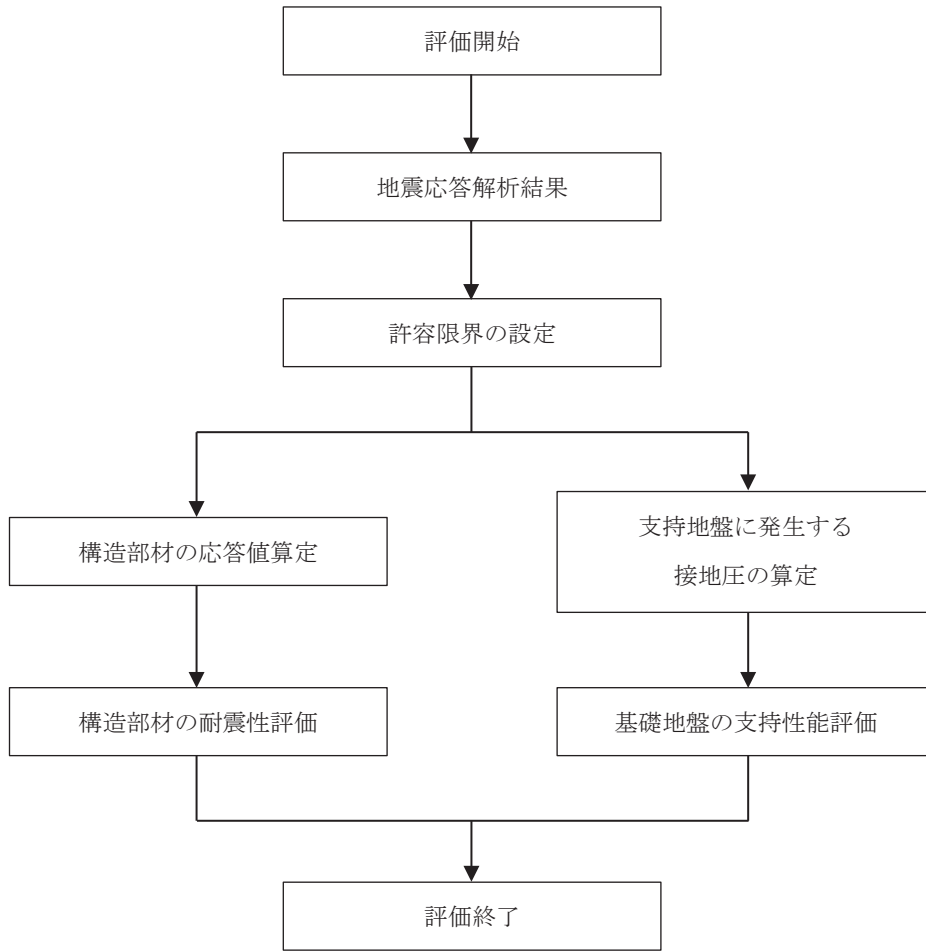 評価開始
地震応答解析結果
許容限界の設定
構造部材の応答値算定
支持地盤に発生する
接地圧の算定
構造部材の耐震性評価
基礎地盤の支持性能評価
評価終了